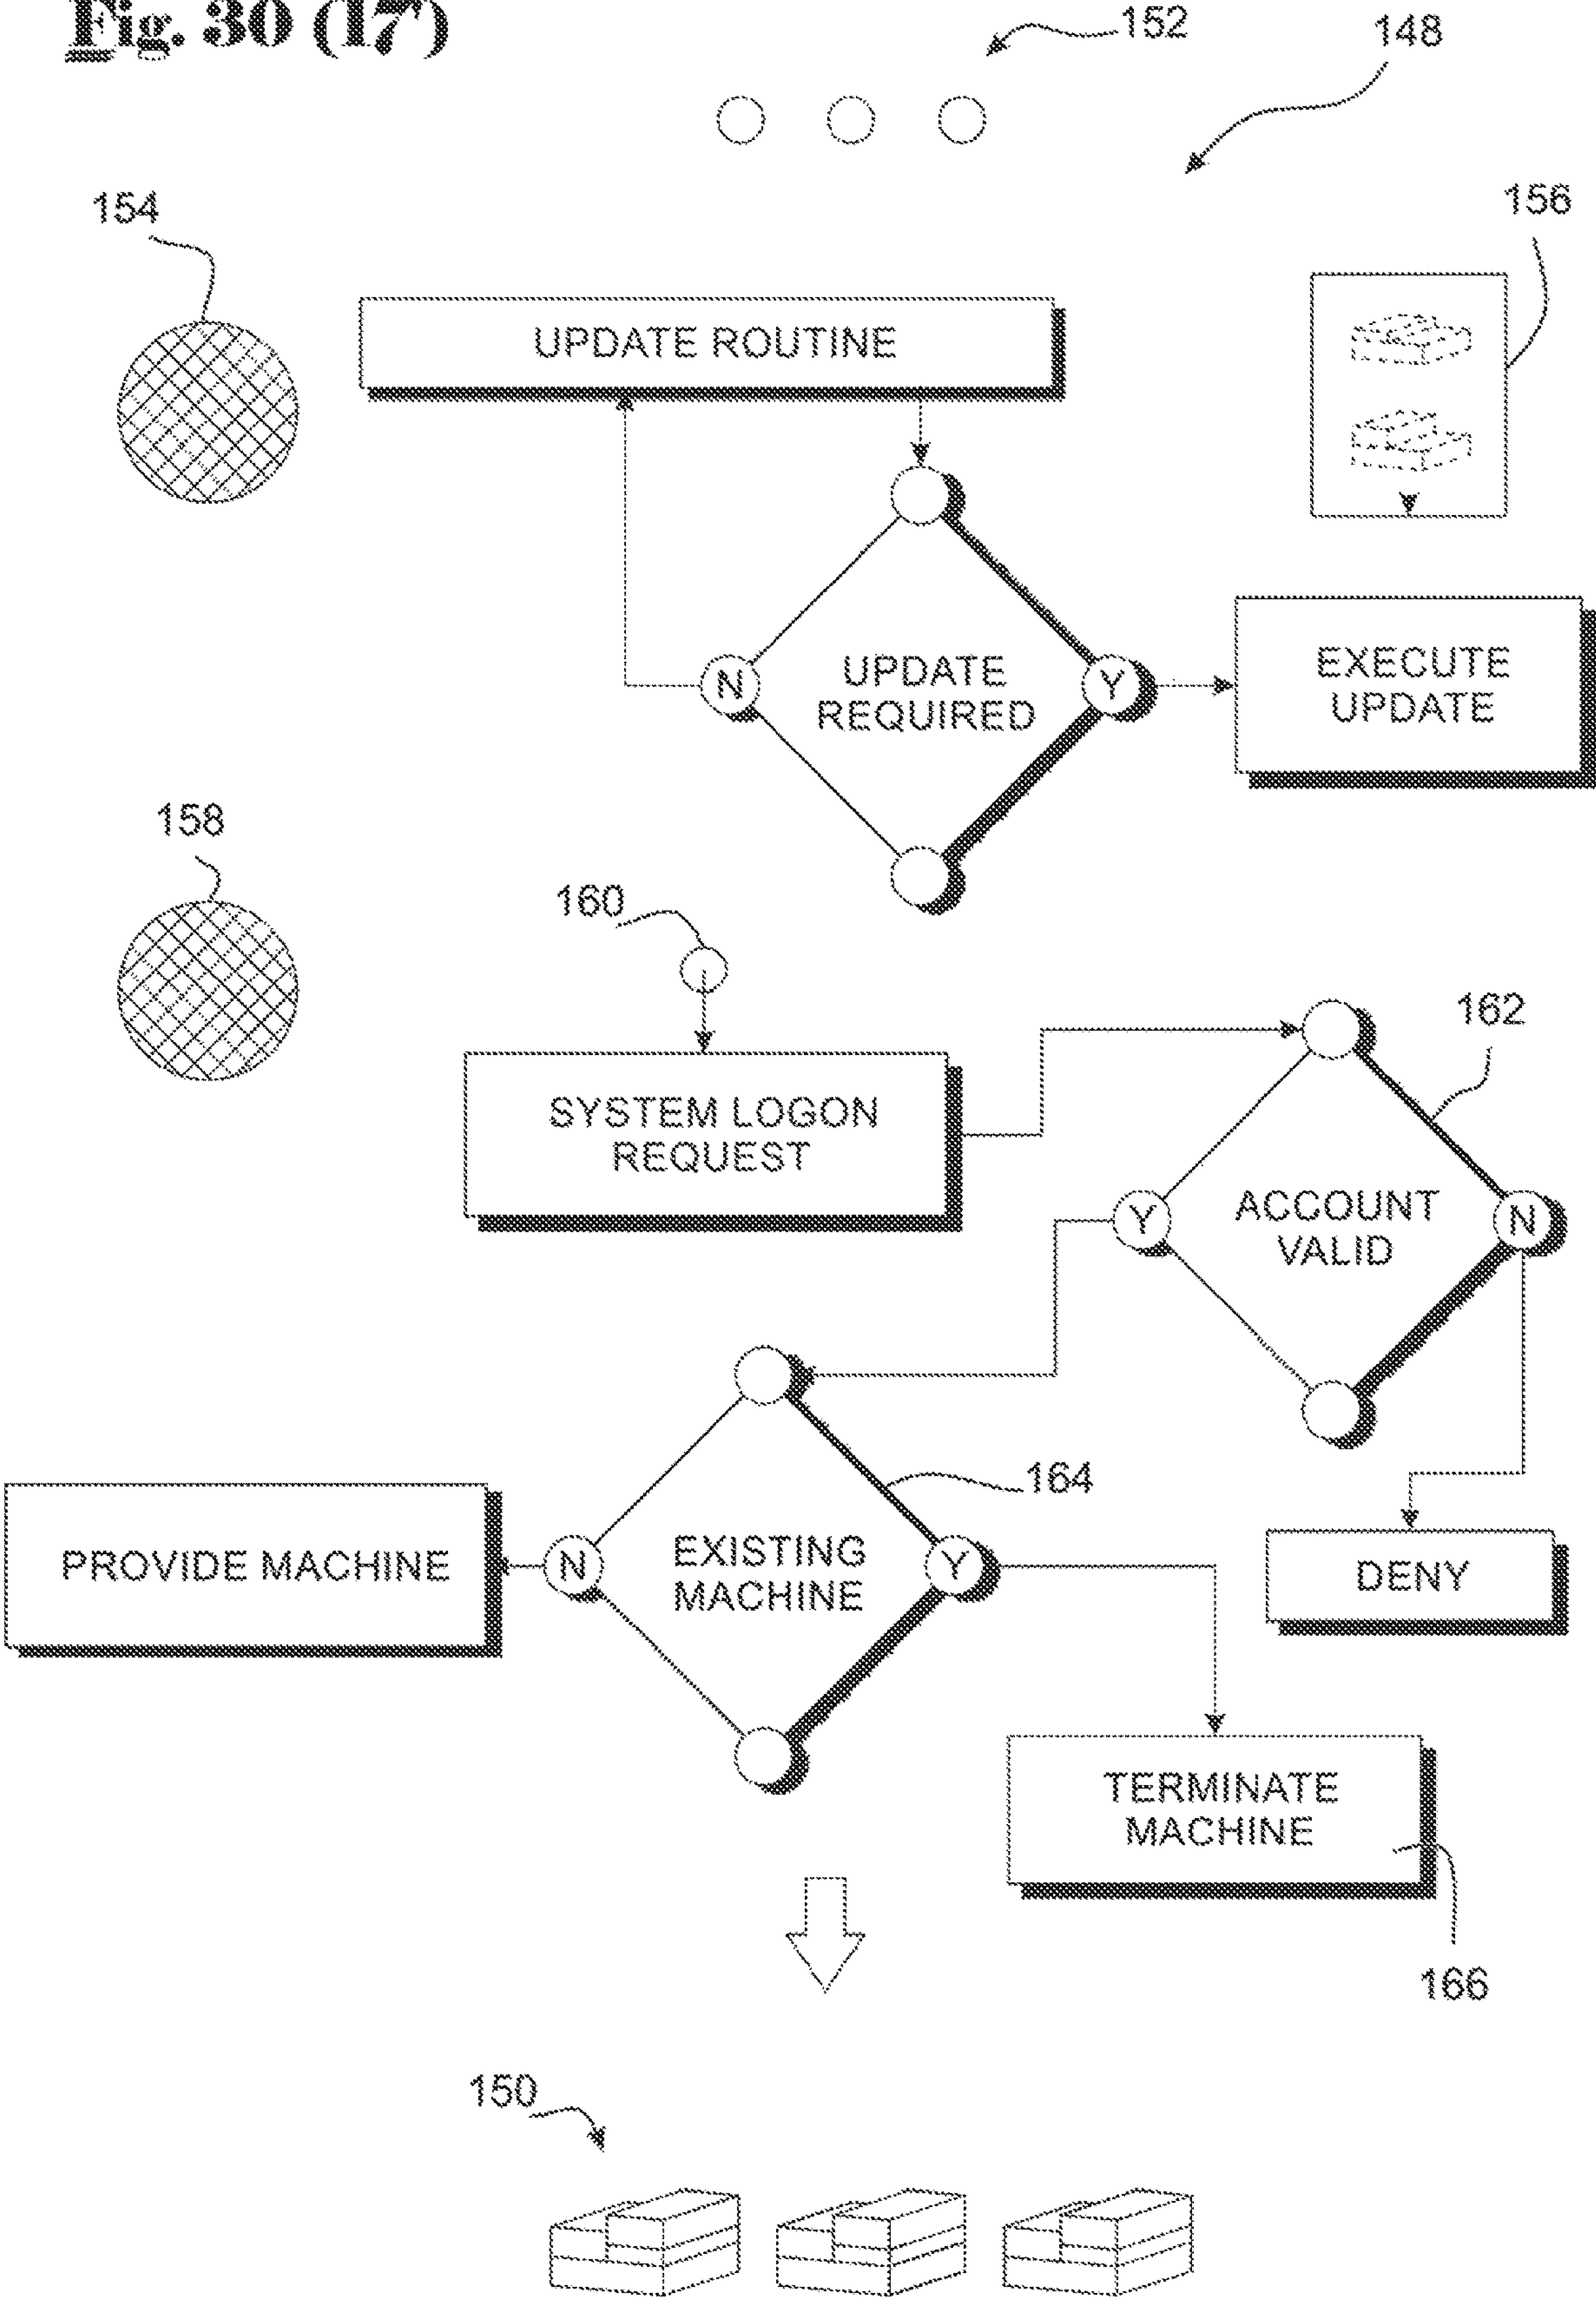 Fig. 30 (17)
152
148
154
156
UPDATE ROUTINE
N
UPDATE
REQUIRED
Y
EXECUTE
UPDATE
158
160
162
SYSTEM LOGON
REQUEST
Y
ACCOUNT
VALID
N
164
PROVIDE MACHINE
N
EXISTING
MACHINE
Y
DENY
TERMINATE
MACHINE
166
150